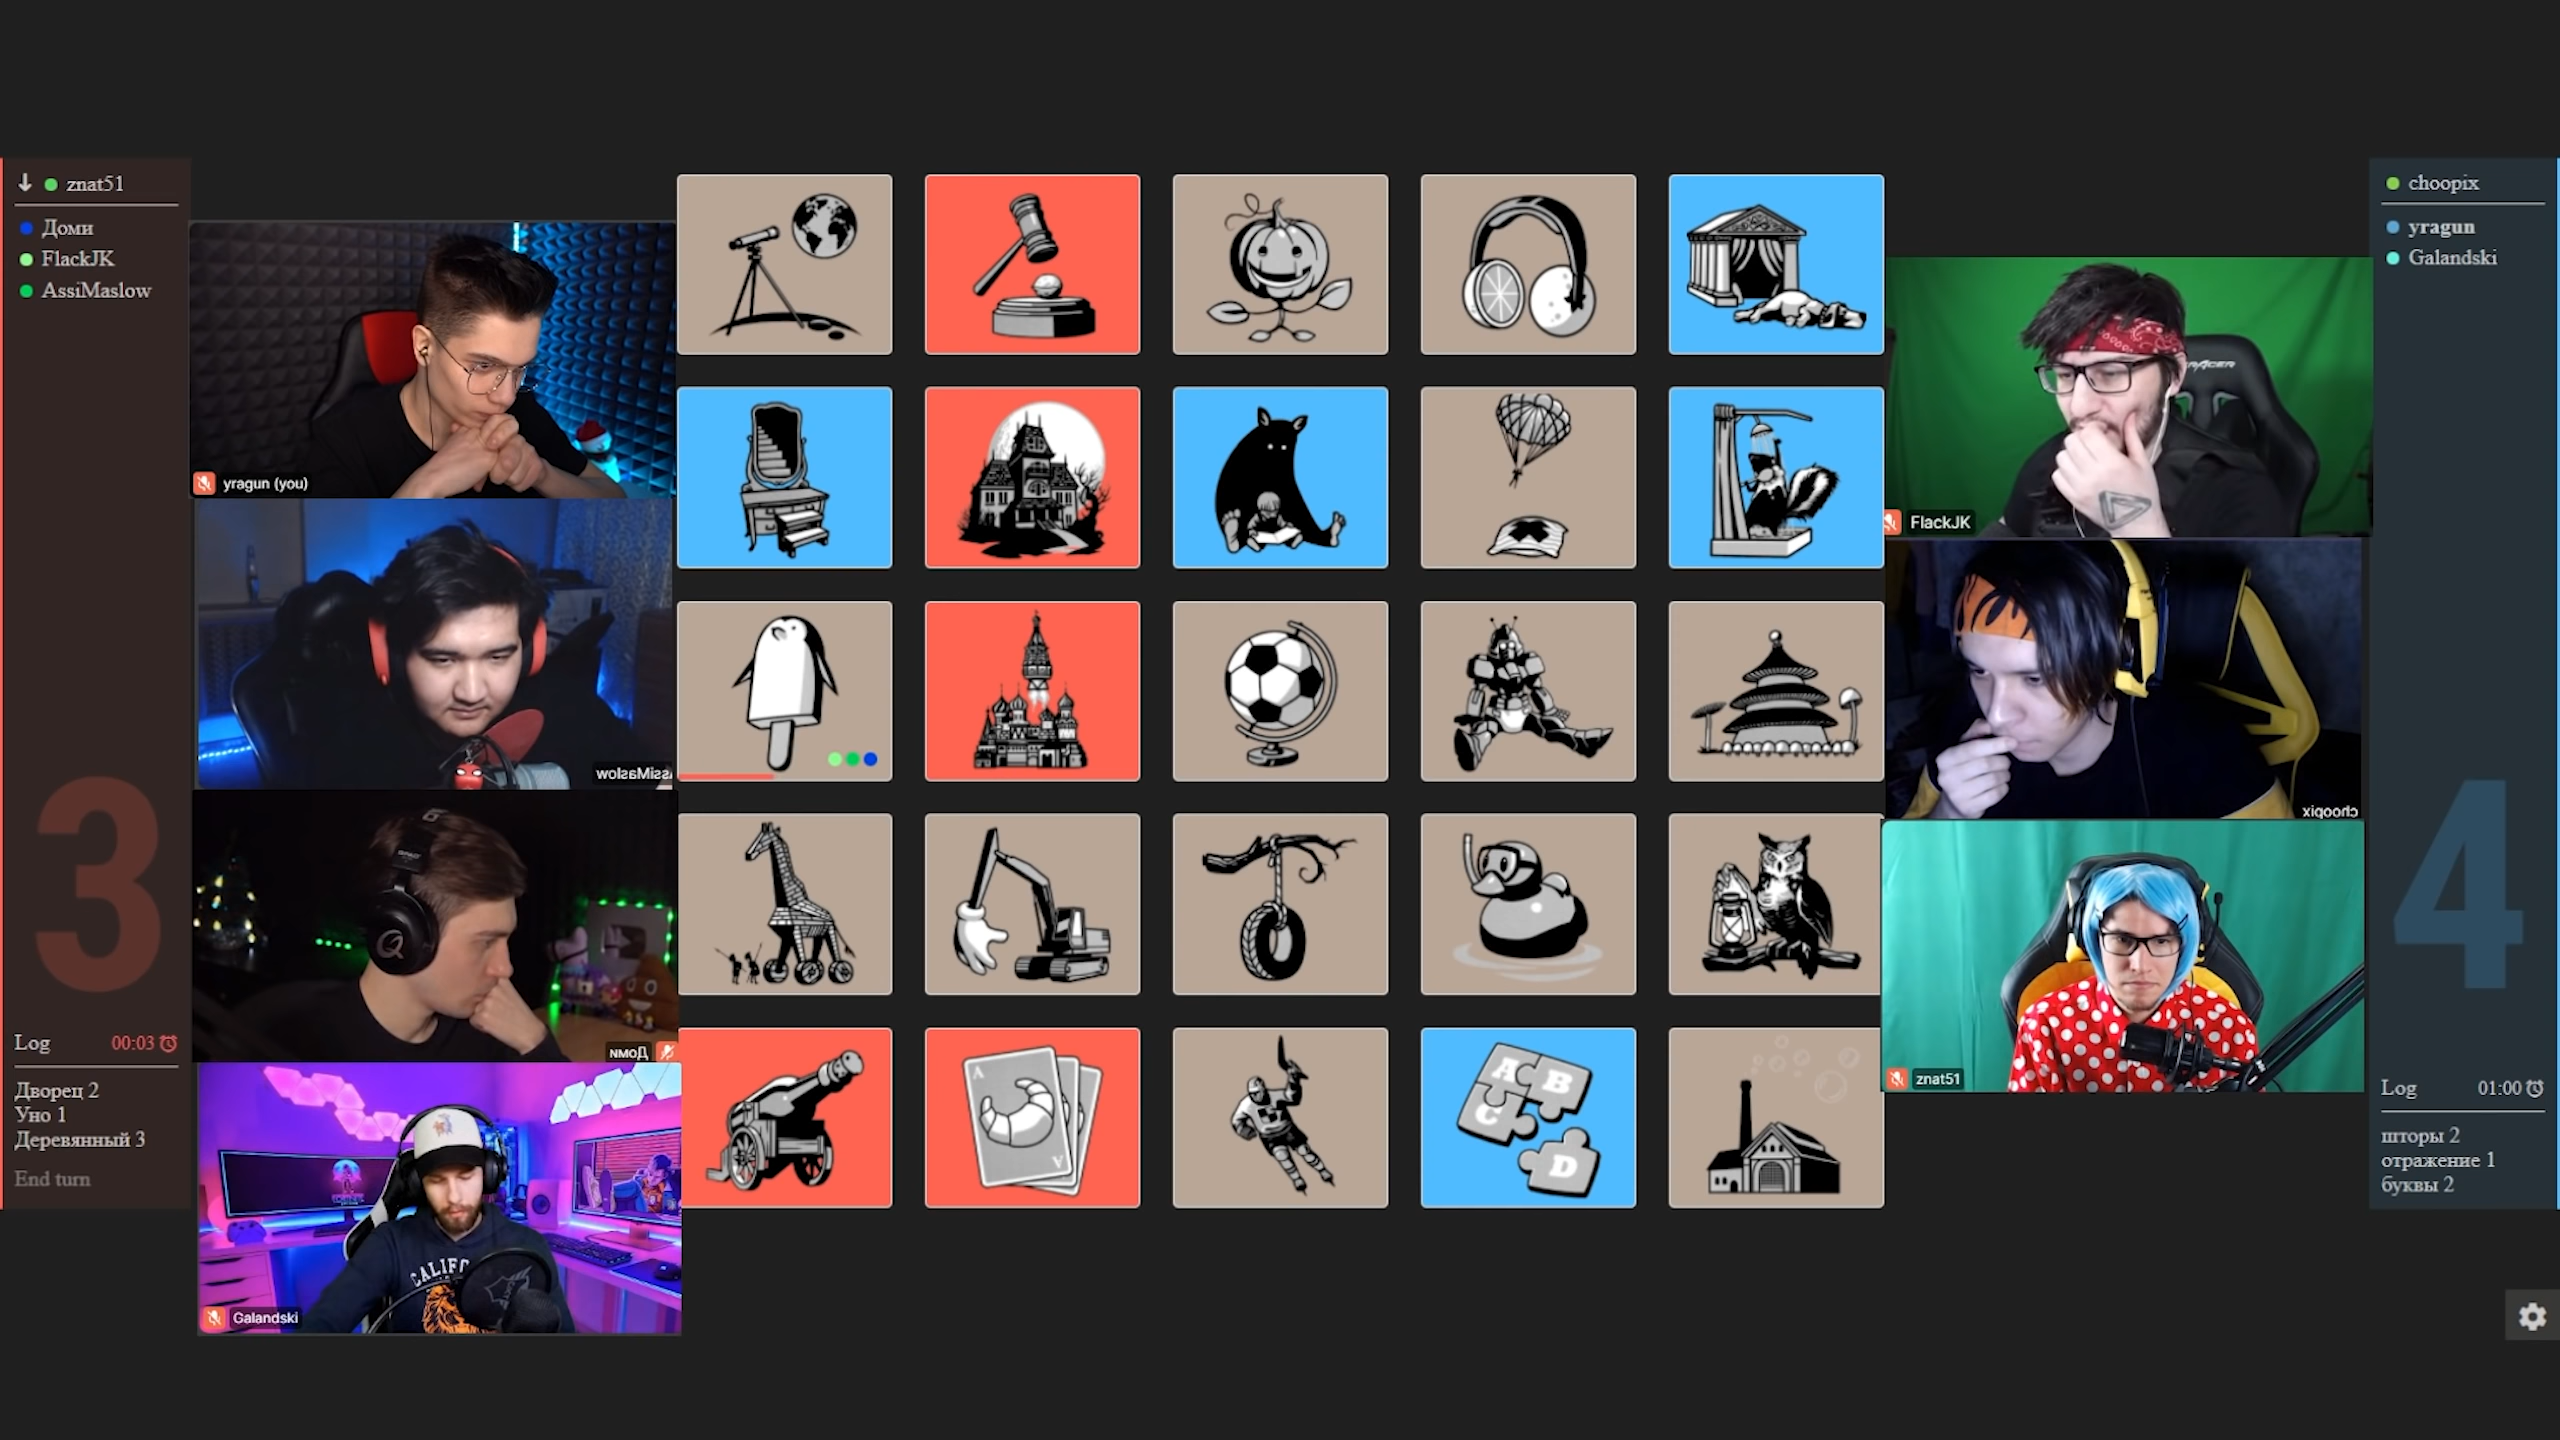 znat51
Доми
FlackJK
AssiMaslow
3
Log 00:03
Дворец 2
Уно 1
Деревянный 3
End turn
yragun (you)
AssiMaslow
Доми
CALIFO
Galandski
A
A
A B
C
D
FlackJK
choopix
znat51
choopix
yragun
Galandski
4
Log 01:00
шторы 2
отражение 1
буквы 2